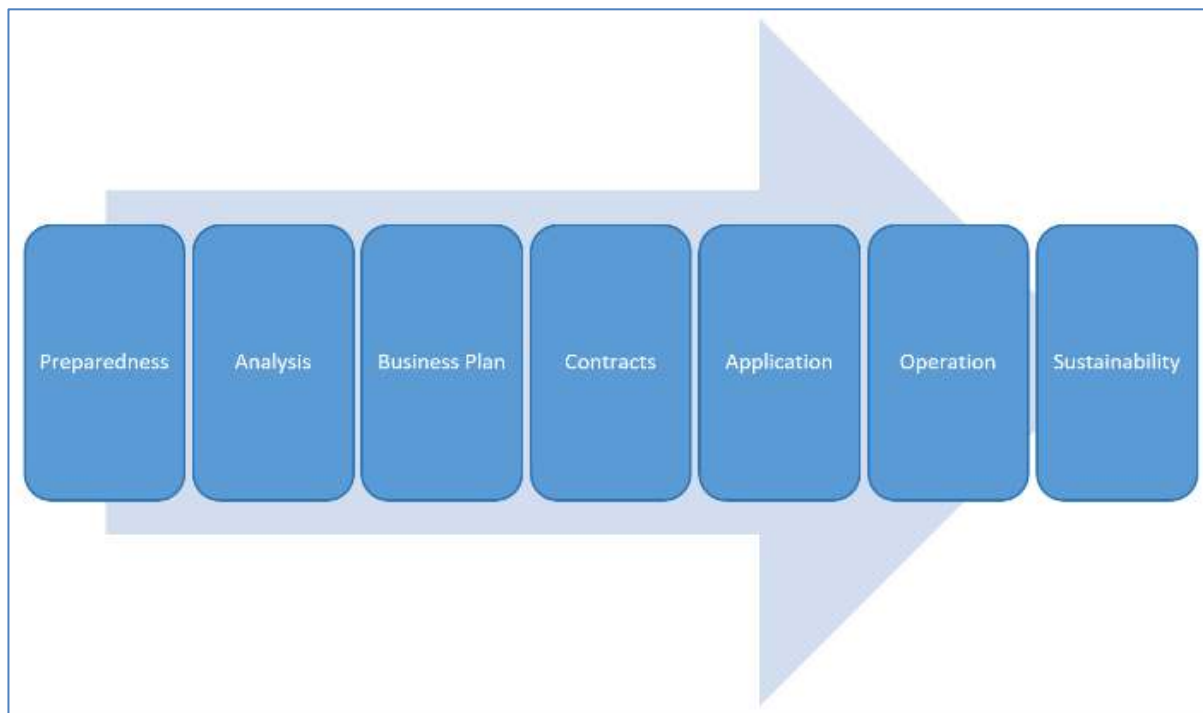 Preparedness
Analysis
Business Plan
Contracts
Application
Operation
Sustainability